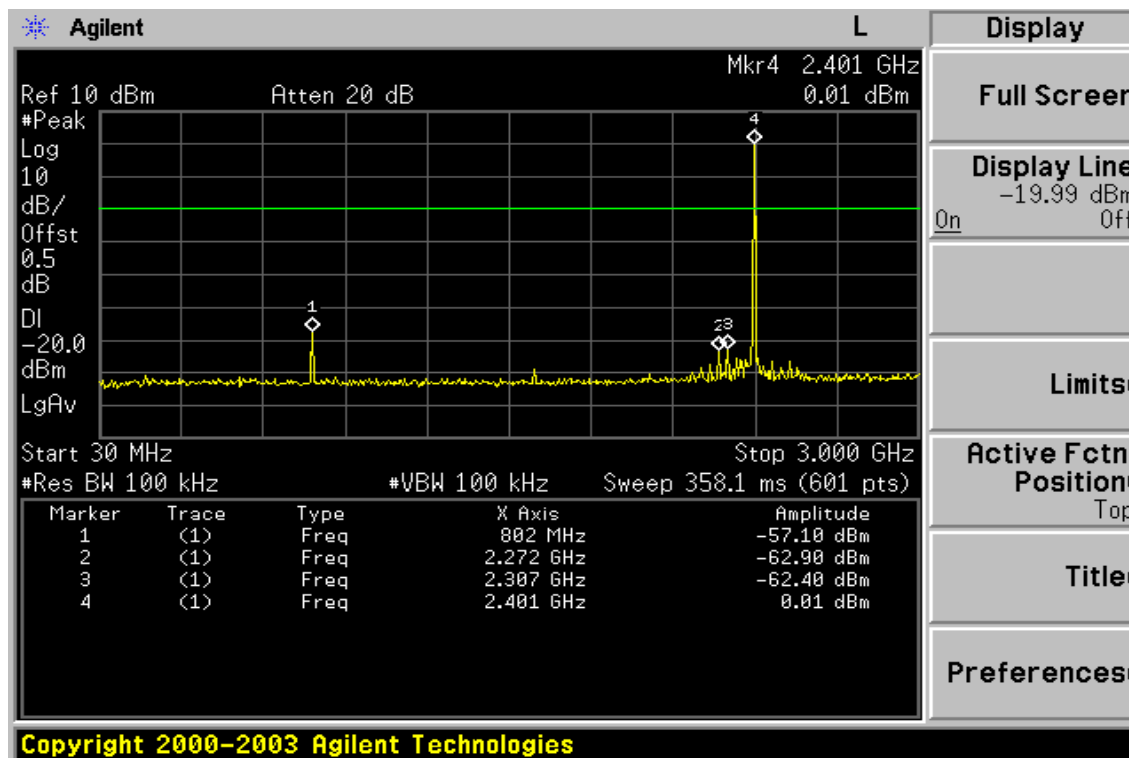 Agilent
L
Display
Mkr4 2.401 GHz
Ref 10 dBm Atten 20 dB 0.01 dBm
#Peak
Log
10
dB/
Offst
0.5
dB
DI
-20.0
dBm
LgAv
4
1
23
Start 30 MHz Stop 3.000 GHz
#Res BW 100 kHz #VBW 100 kHz Sweep 358.1 ms (601 pts)
Marker Trace Type X Axis Amplitude
1 (1) Freq 802 MHz -57.10 dBm
2 (1) Freq 2.272 GHz -62.90 dBm
3 (1) Freq 2.307 GHz -62.40 dBm
4 (1) Freq 2.401 GHz 0.01 dBm
Full Screen
Display Line
-19.99 dBm
On Off
Limits
Active Fctn
Position
Top
Title
Preferences
Copyright 2000-2003 Agilent Technologies